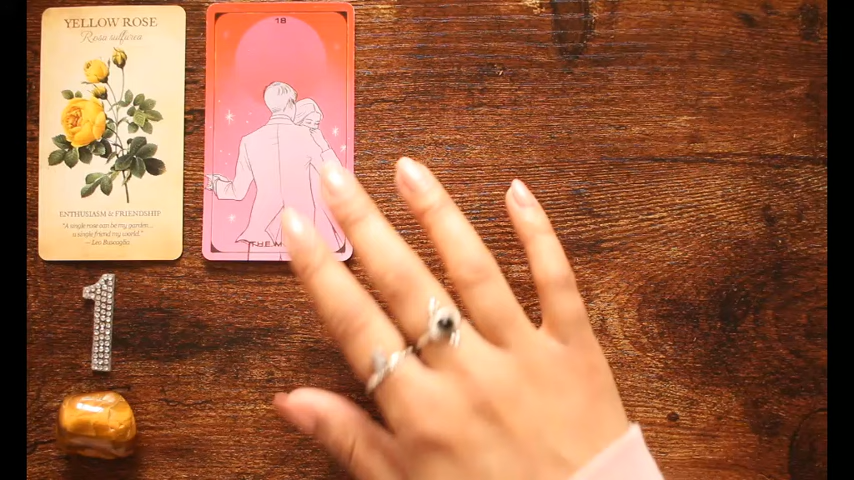 YELLOW ROSE
Rosa sulfurea
ENTHUSIASM & FRIENDSHIP
"A single rose can be my garden...
a single friend my world."
— Leo Buscaglia
18
THE M
1